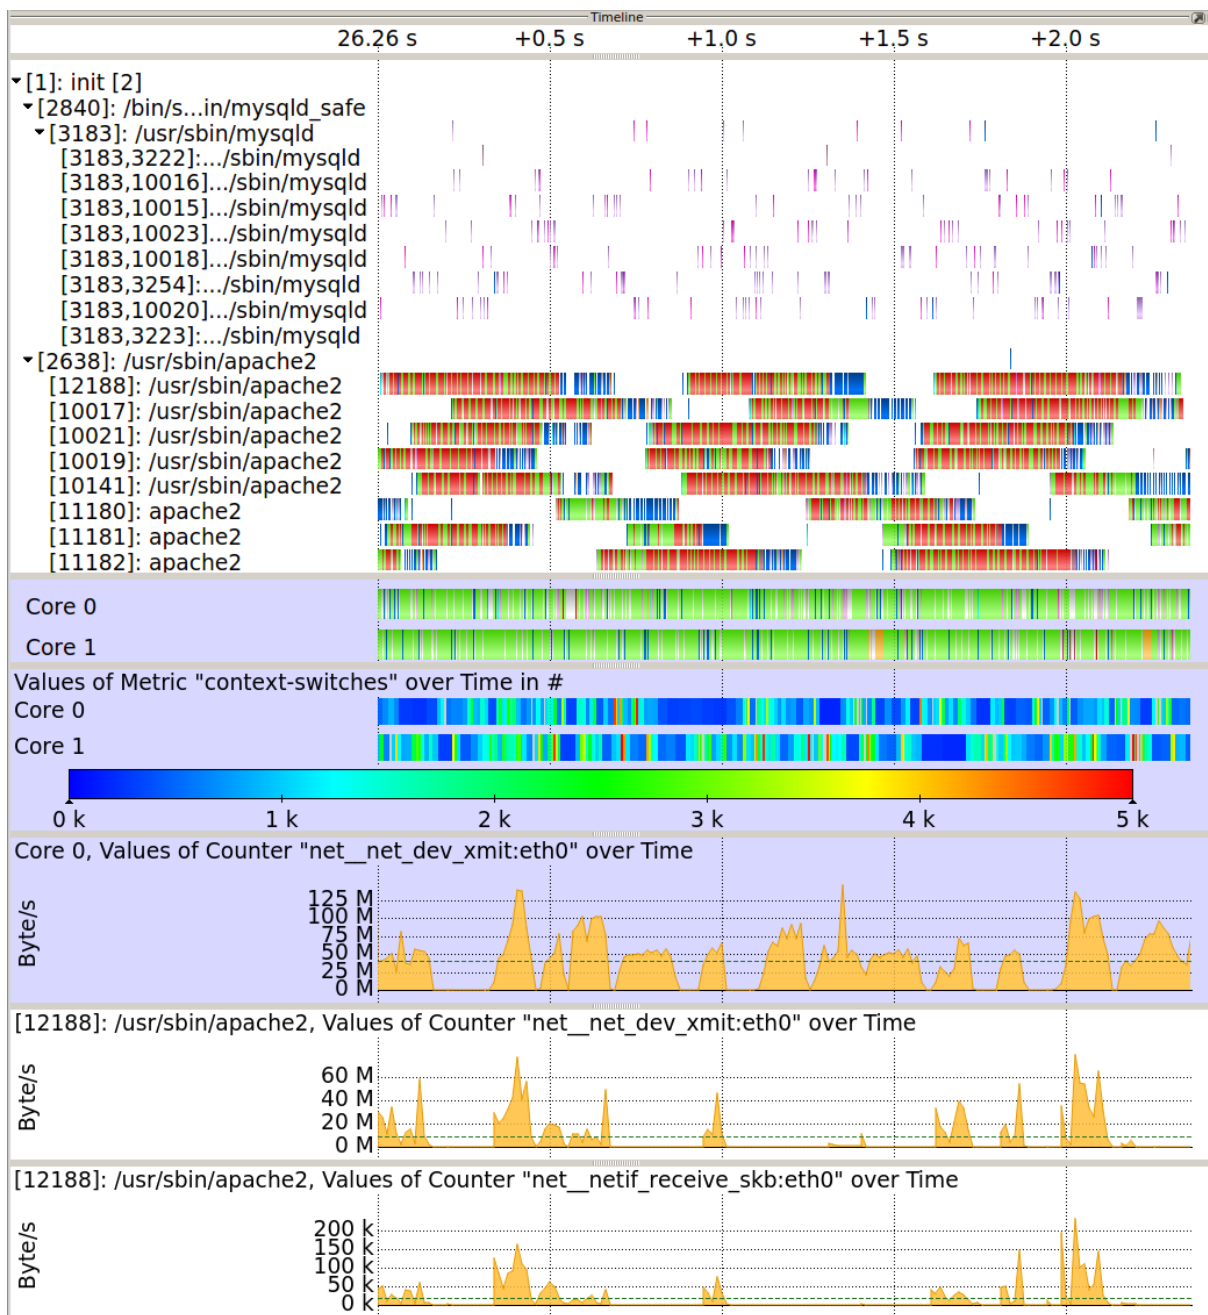 Timeline
26.26 s +0.5 s +1.0 s +1.5 s +2.0 s
[1]: init [2]
[2840]: /bin/s...in/mysqld_safe
[3183]: /usr/sbin/mysqld
[3183,3222]:.../sbin/mysqld
[3183,10016].../sbin/mysqld
[3183,10015].../sbin/mysqld
[3183,10023].../sbin/mysqld
[3183,10018].../sbin/mysqld
[3183,3254]:.../sbin/mysqld
[3183,10020].../sbin/mysqld
[3183,3223]:.../sbin/mysqld
[2638]: /usr/sbin/apache2
[12188]: /usr/sbin/apache2
[10017]: /usr/sbin/apache2
[10021]: /usr/sbin/apache2
[10019]: /usr/sbin/apache2
[10141]: /usr/sbin/apache2
[11180]: apache2
[11181]: apache2
[11182]: apache2
Core 0
Core 1
Values of Metric "context-switches" over Time in #
Core 0
Core 1
0 k 1 k 2 k 3 k 4 k 5 k
Core 0, Values of Counter "net__net_dev_xmit:eth0" over Time
Byte/s
125 M
100 M
75 M
50 M
25 M
0 M
[12188]: /usr/sbin/apache2, Values of Counter "net__net_dev_xmit:eth0" over Time
Byte/s
60 M
40 M
20 M
0 M
[12188]: /usr/sbin/apache2, Values of Counter "net__netif_receive_skb:eth0" over Time
Byte/s
200 k
150 k
100 k
50 k
0 k